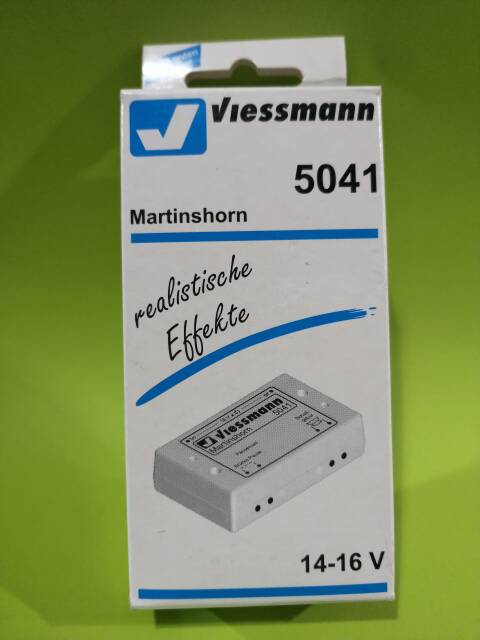 Viessmann
5041
Martinshorn
realistische
Effekte
Viessmann
Martinshorn 5041
14-16 V